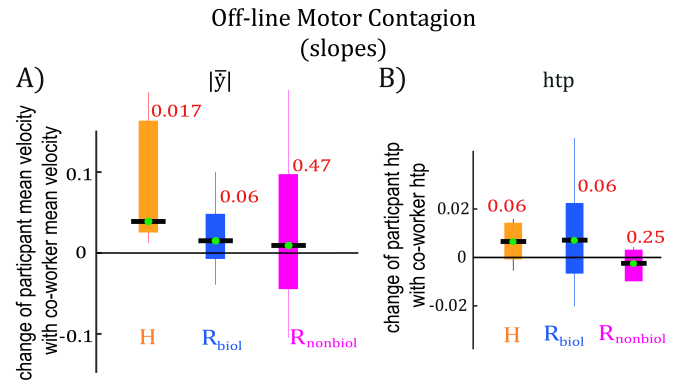 Off-line Motor Contagion
(slopes)
A)
|ȳ̇|
change of participant mean velocity
with co-worker mean velocity
0.1
0
-0.1
0.017
0.06
0.47
H
R_biol
R_nonbiol
B)
htp
change of particpant htp
with co-worker htp
0.02
0
-0.02
0.06
0.06
0.25
H
R_biol
R_nonbiol